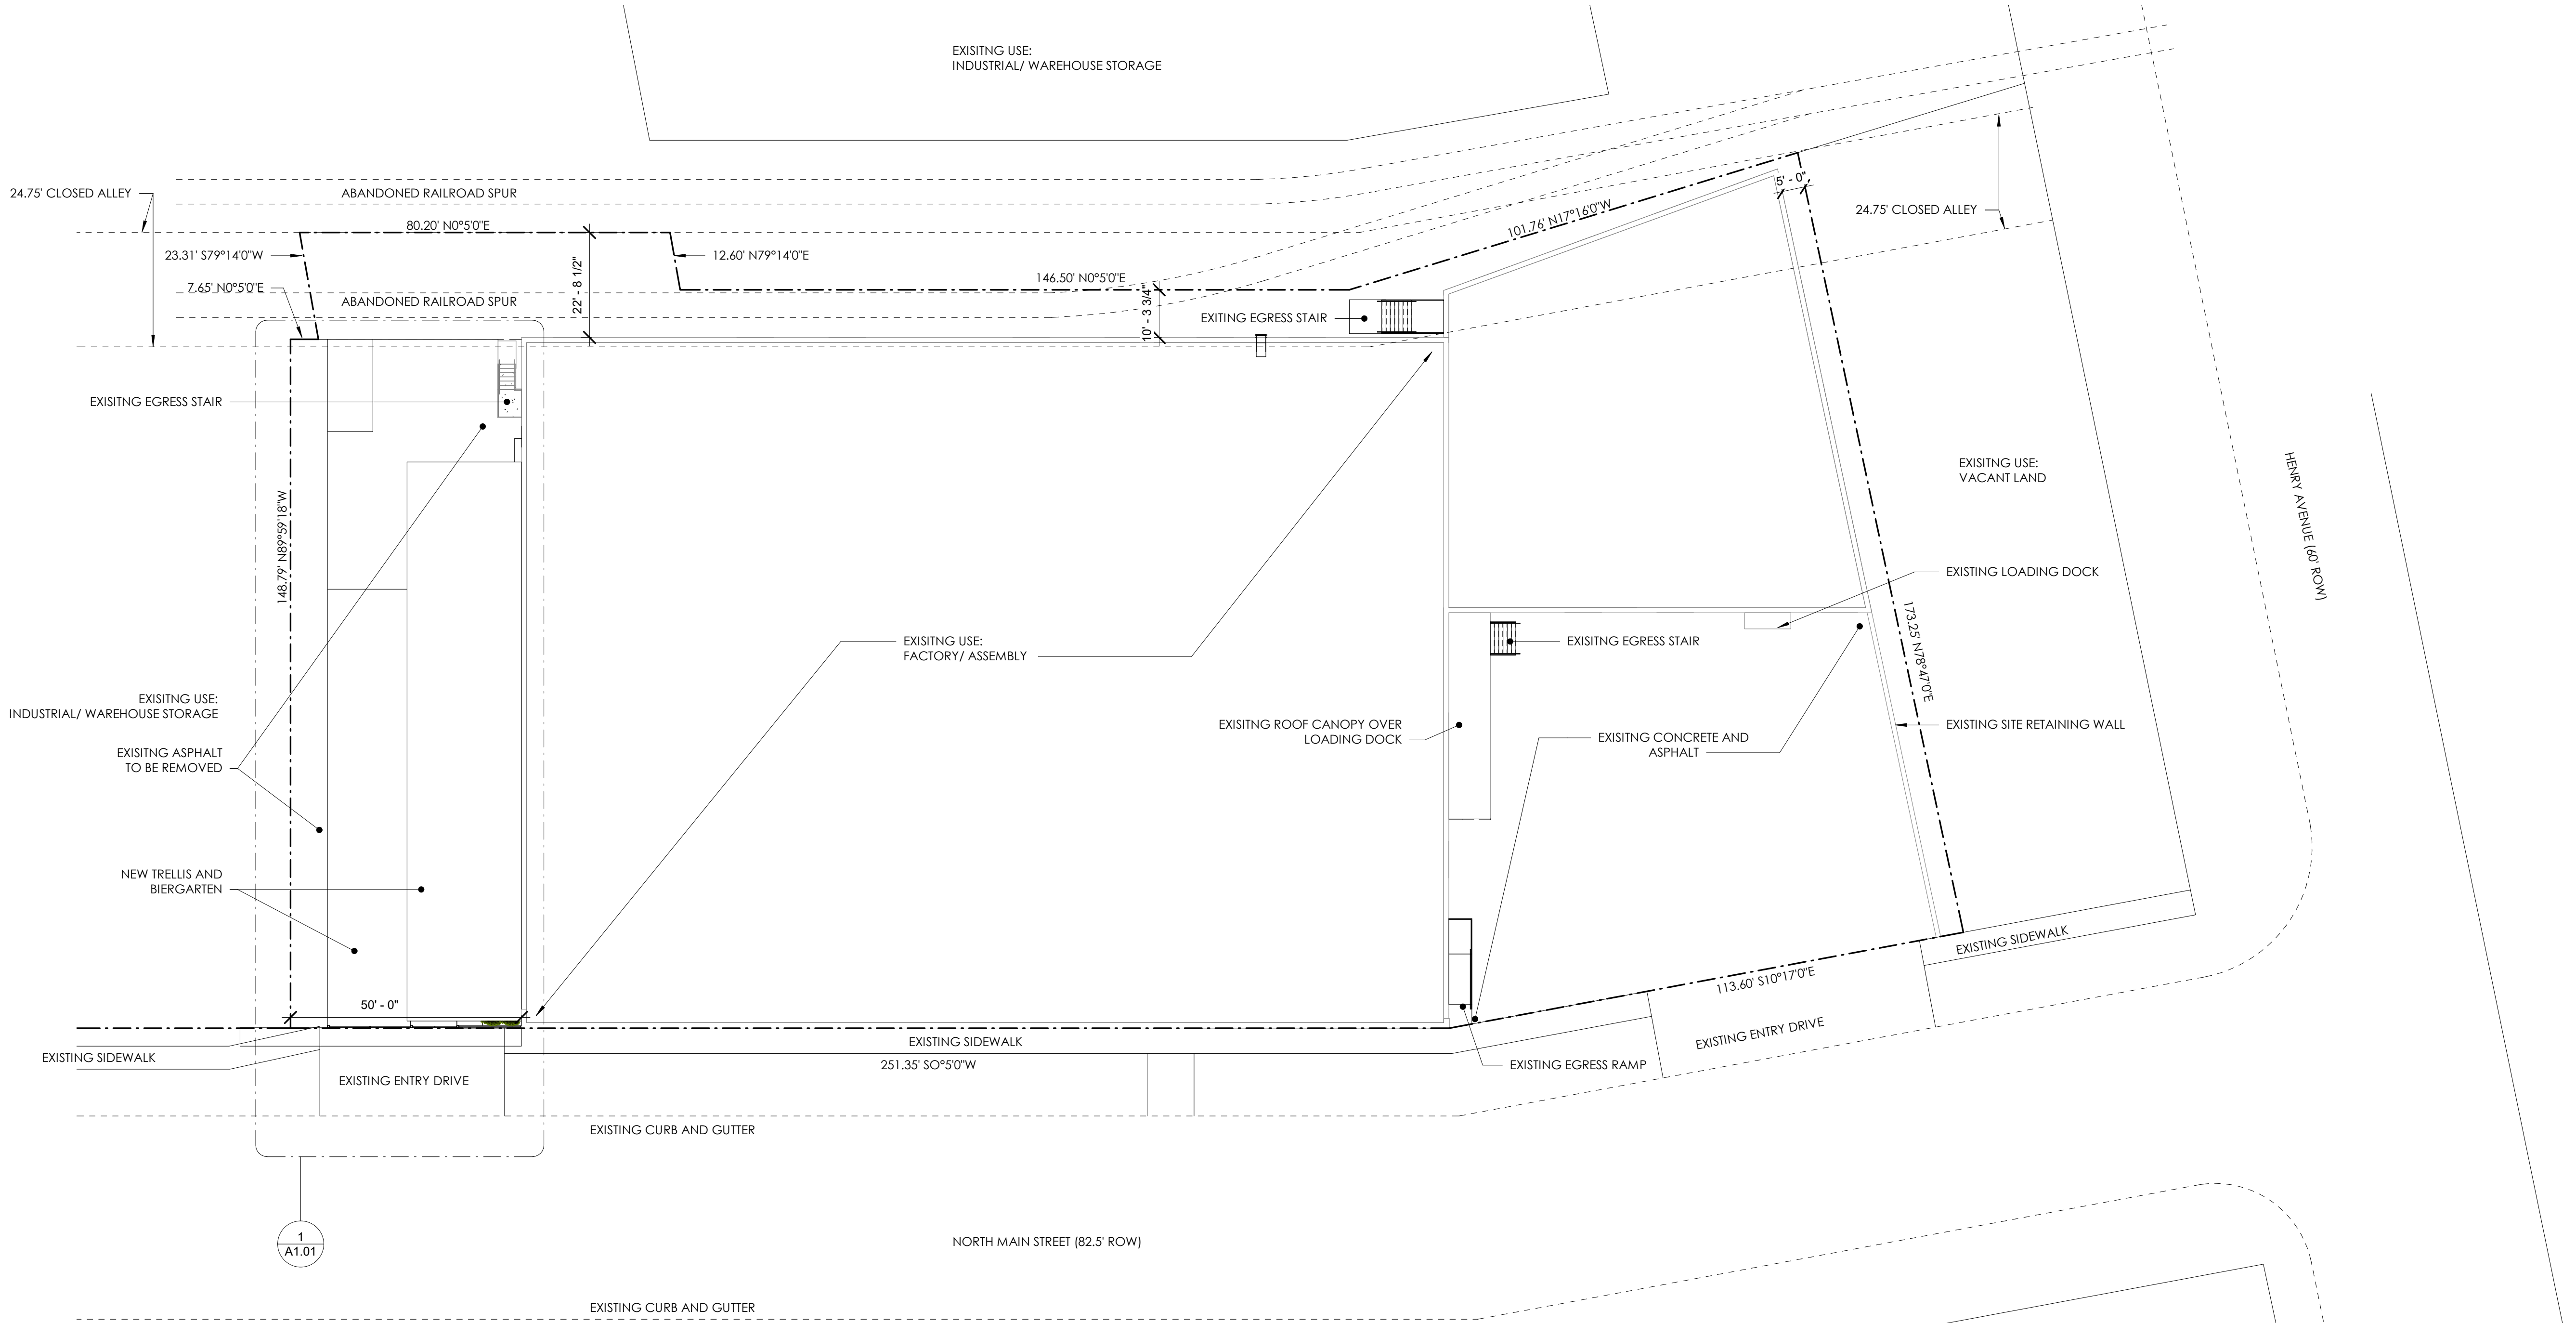 EXISITNG USE:
INDUSTRIAL/ WAREHOUSE STORAGE
24.75' CLOSED ALLEY
ABANDONED RAILROAD SPUR
80.20' N0°5'0"E
23.31' S79°14'0"W
12.60' N79°14'0"E
7.65' N0°5'0"E
ABANDONED RAILROAD SPUR
22' - 8 1/2"
146.50' N0°5'0"E
10' - 3 3/4"
101.76' N17°16'0"W
5' - 0"
24.75' CLOSED ALLEY
EXITING EGRESS STAIR
EXISITNG EGRESS STAIR
148.79' N89°59'18"W
EXISITNG USE:
VACANT LAND
HENRY AVENUE (60' ROW)
EXISTING LOADING DOCK
EXISITNG USE:
FACTORY/ ASSEMBLY
EXISITNG EGRESS STAIR
173.25' N78°47'0"E
EXISITNG USE:
INDUSTRIAL/ WAREHOUSE STORAGE
EXISITNG ASPHALT
TO BE REMOVED
EXISITNG ROOF CANOPY OVER
LOADING DOCK
EXISITNG CONCRETE AND
ASPHALT
EXISTING SITE RETAINING WALL
NEW TRELLIS AND
BIERGARTEN
50' - 0"
EXISTING SIDEWALK
113.60' S10°17'0"E
EXISTING SIDEWALK
EXISTING SIDEWALK
EXISTING ENTRY DRIVE
251.35' SO°5'0"W
EXISTING EGRESS RAMP
EXISTING ENTRY DRIVE
EXISTING CURB AND GUTTER
1
A1.01
NORTH MAIN STREET (82.5' ROW)
EXISTING CURB AND GUTTER